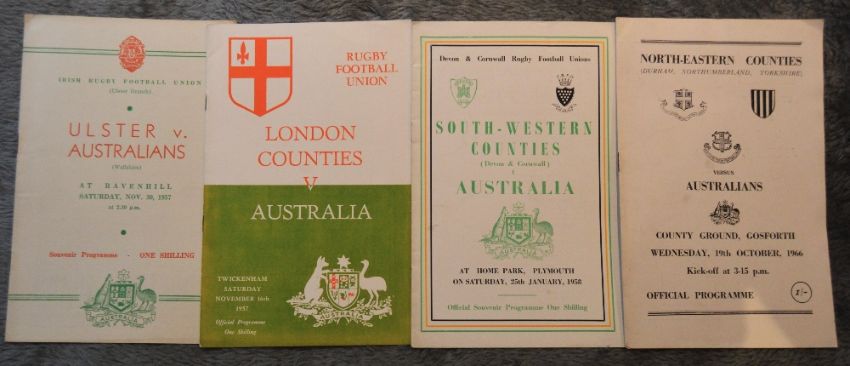 IRISH RUGBY FOOTBALL UNION
(Ulster Branch)
ULSTER v.
AUSTRALIANS
(Wallabies)
AT RAVENHILL
SATURDAY, NOV. 30, 1957
at 2.30 p.m.
Souvenir Programme - ONE SHILLING
AUSTRALIA
RUGBY
FOOTBALL
UNION
LONDON
COUNTIES
V
AUSTRALIA
TWICKENHAM
SATURDAY
NOVEMBER 16th
1957
Official Programme
One Shilling
AUSTRALIA
Devon & Cornwall Rugby Football Unions
SOUTH-WESTERN
COUNTIES
(Devon & Cornwall)
v
AUSTRALIA
AUSTRALIA
AT HOME PARK, PLYMOUTH
ON SATURDAY, 25th JANUARY, 1958
Official Souvenir Programme One Shilling
NORTH-EASTERN COUNTIES
(DURHAM, NORTHUMBERLAND, YORKSHIRE)
VERSUS
AUSTRALIANS
COUNTY GROUND, GOSFORTH
WEDNESDAY, 19th OCTOBER, 1966
Kick-off at 3-15 p.m.
OFFICIAL PROGRAMME
1/-